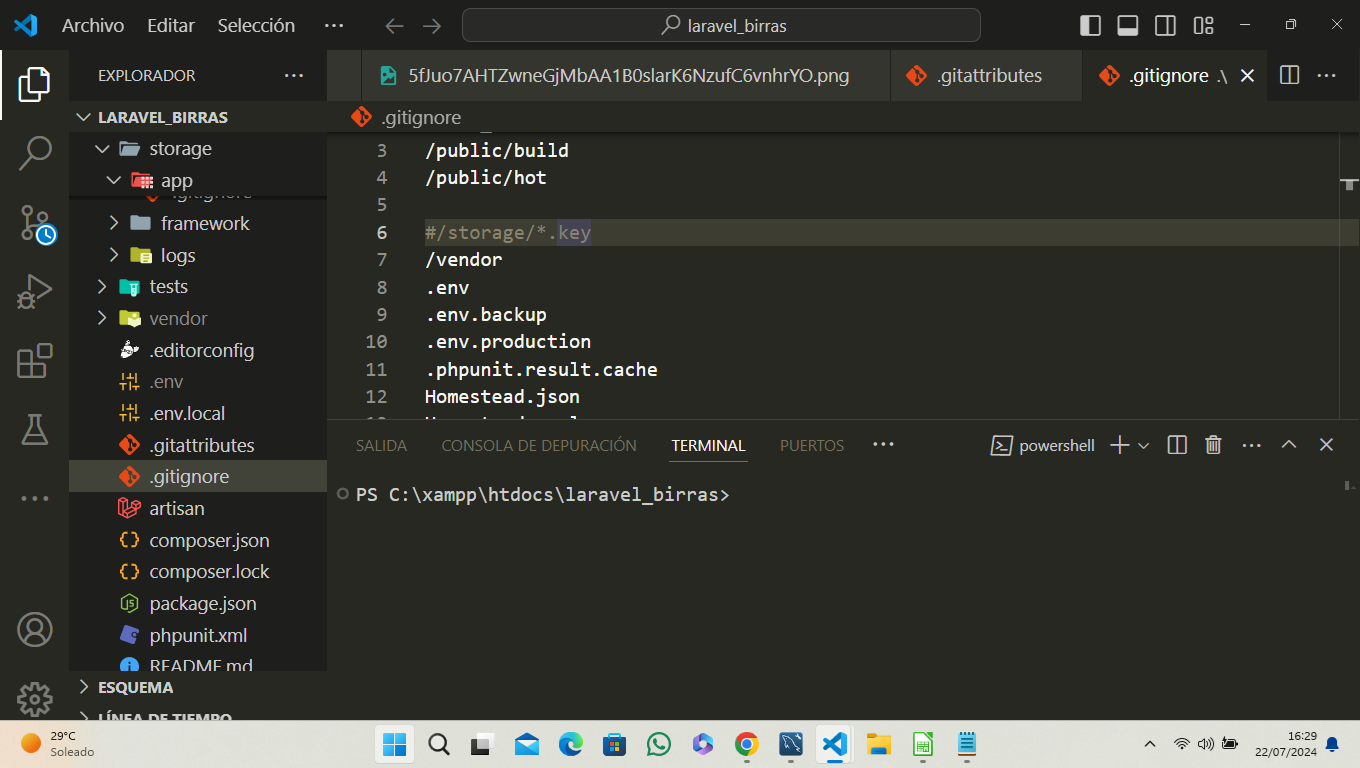 Archivo Editar Selección ···
laravel_birras
EXPLORADOR ···
5fJuo7AHTZwneGjMbAA1B0slarK6NzufC6vnhrYO.png
.gitattributes
.gitignore .\
···
LARAVEL_BIRRAS
.gitignore
storage
app
.gitignore
framework
logs
tests
vendor
.editorconfig
.env
.env.local
.gitattributes
.gitignore
artisan
composer.json
composer.lock
package.json
phpunit.xml
README.md
ESQUEMA
LÍNEA DE TIEMPO
3 /public/build
4 /public/hot
5
6 #/storage/*.key
7 /vendor
8 .env
9 .env.backup
10 .env.production
11 .phpunit.result.cache
12 Homestead.json
SALIDA CONSOLA DE DEPURACIÓN TERMINAL PUERTOS ···
powershell
PS C:\xampp\htdocs\laravel_birras>
29°C
Soleado
16:29
22/07/2024